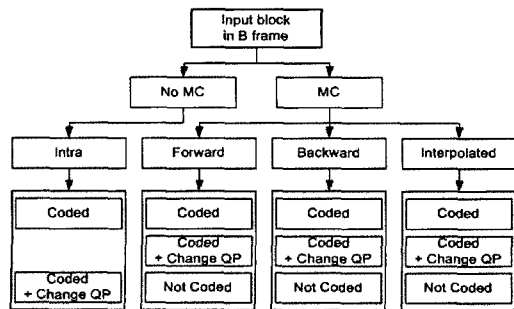 Input block
in B frame
No MC
MC
Intra
Forward
Backward
Interpolated
Coded
Coded
Coded
Coded
Coded
+ Change QP
Coded
+ Change QP
Coded
+ Change QP
Coded
+ Change QP
Not Coded
Not Coded
Not Coded